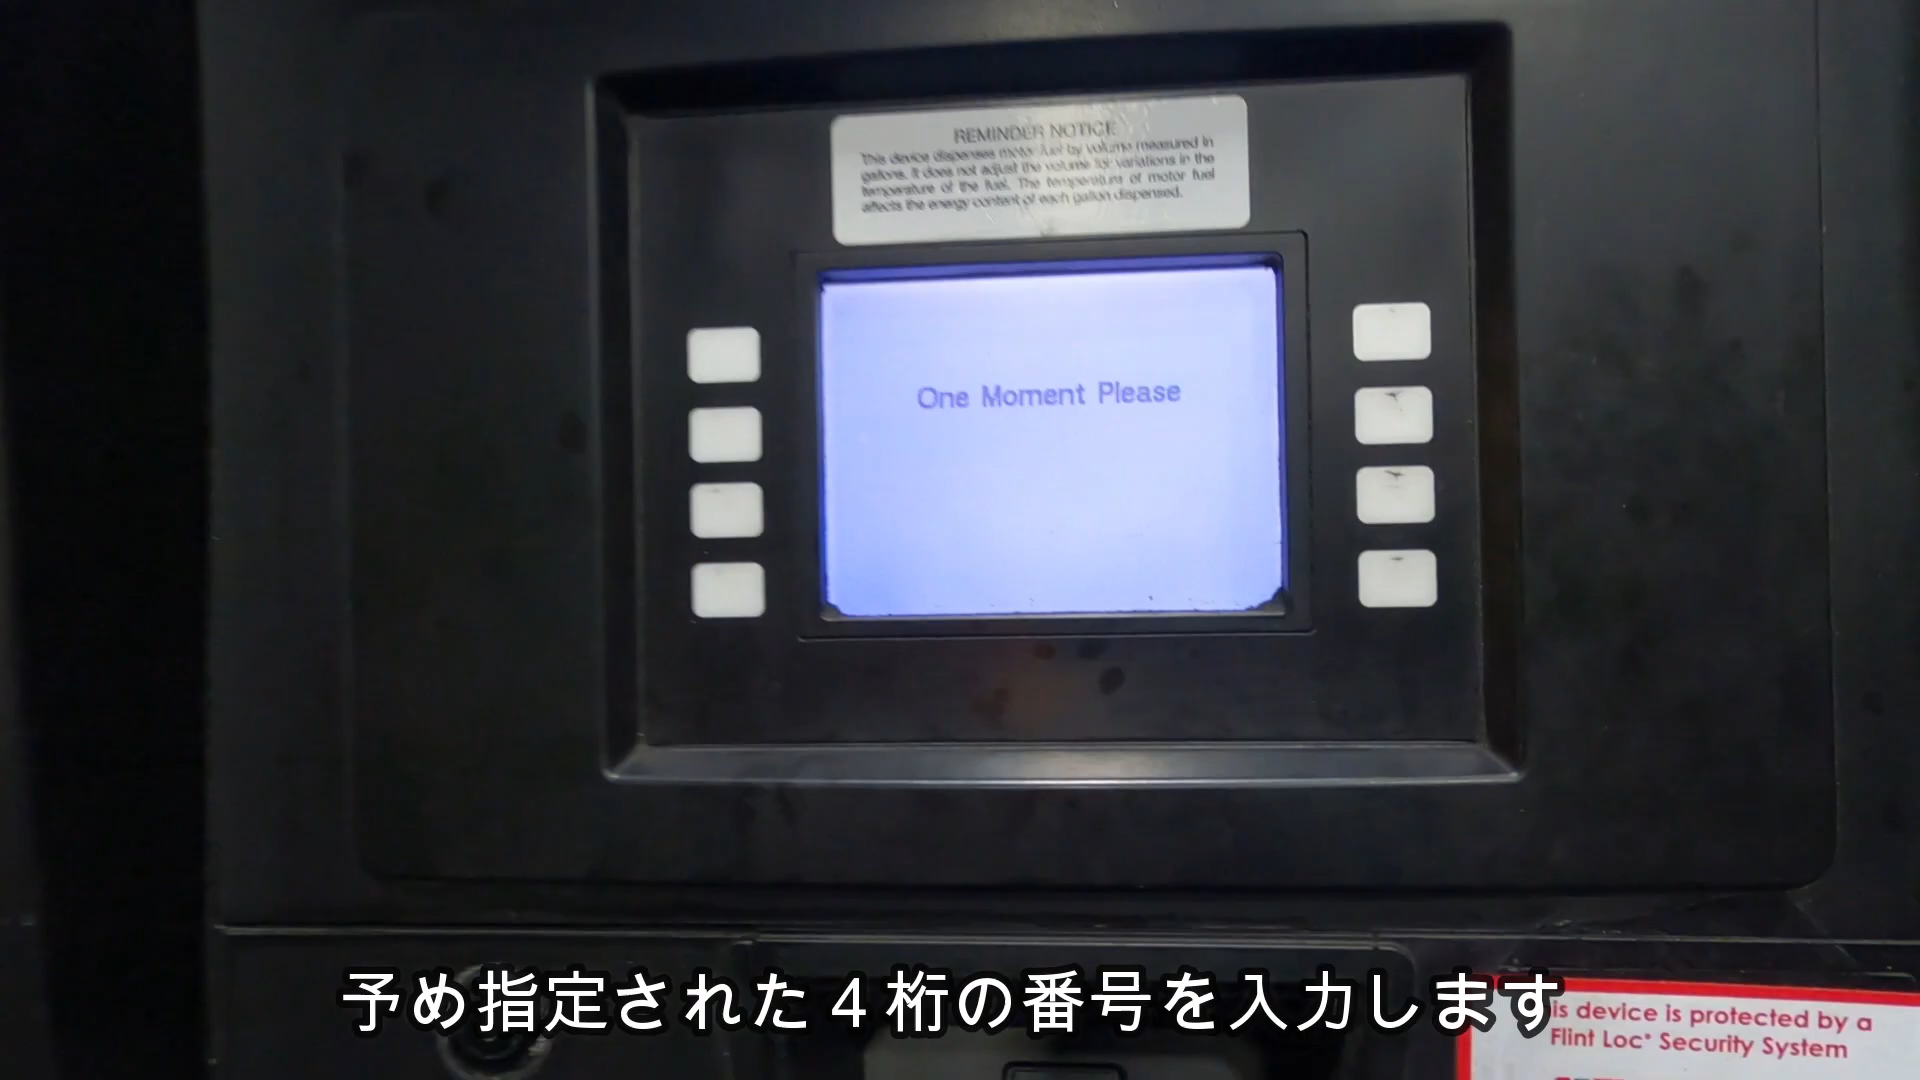 REMINDER NOTICE
This device dispenses motor fuel by volume measured in
gallons. It does not adjust the volume for variations in the
temperature of the fuel. The temperature of motor fuel
affects the energy content of each gallon dispensed.
One Moment Please
予め指定された４桁の番号を入力します
is device is protected by a
Flint Loc® Security System